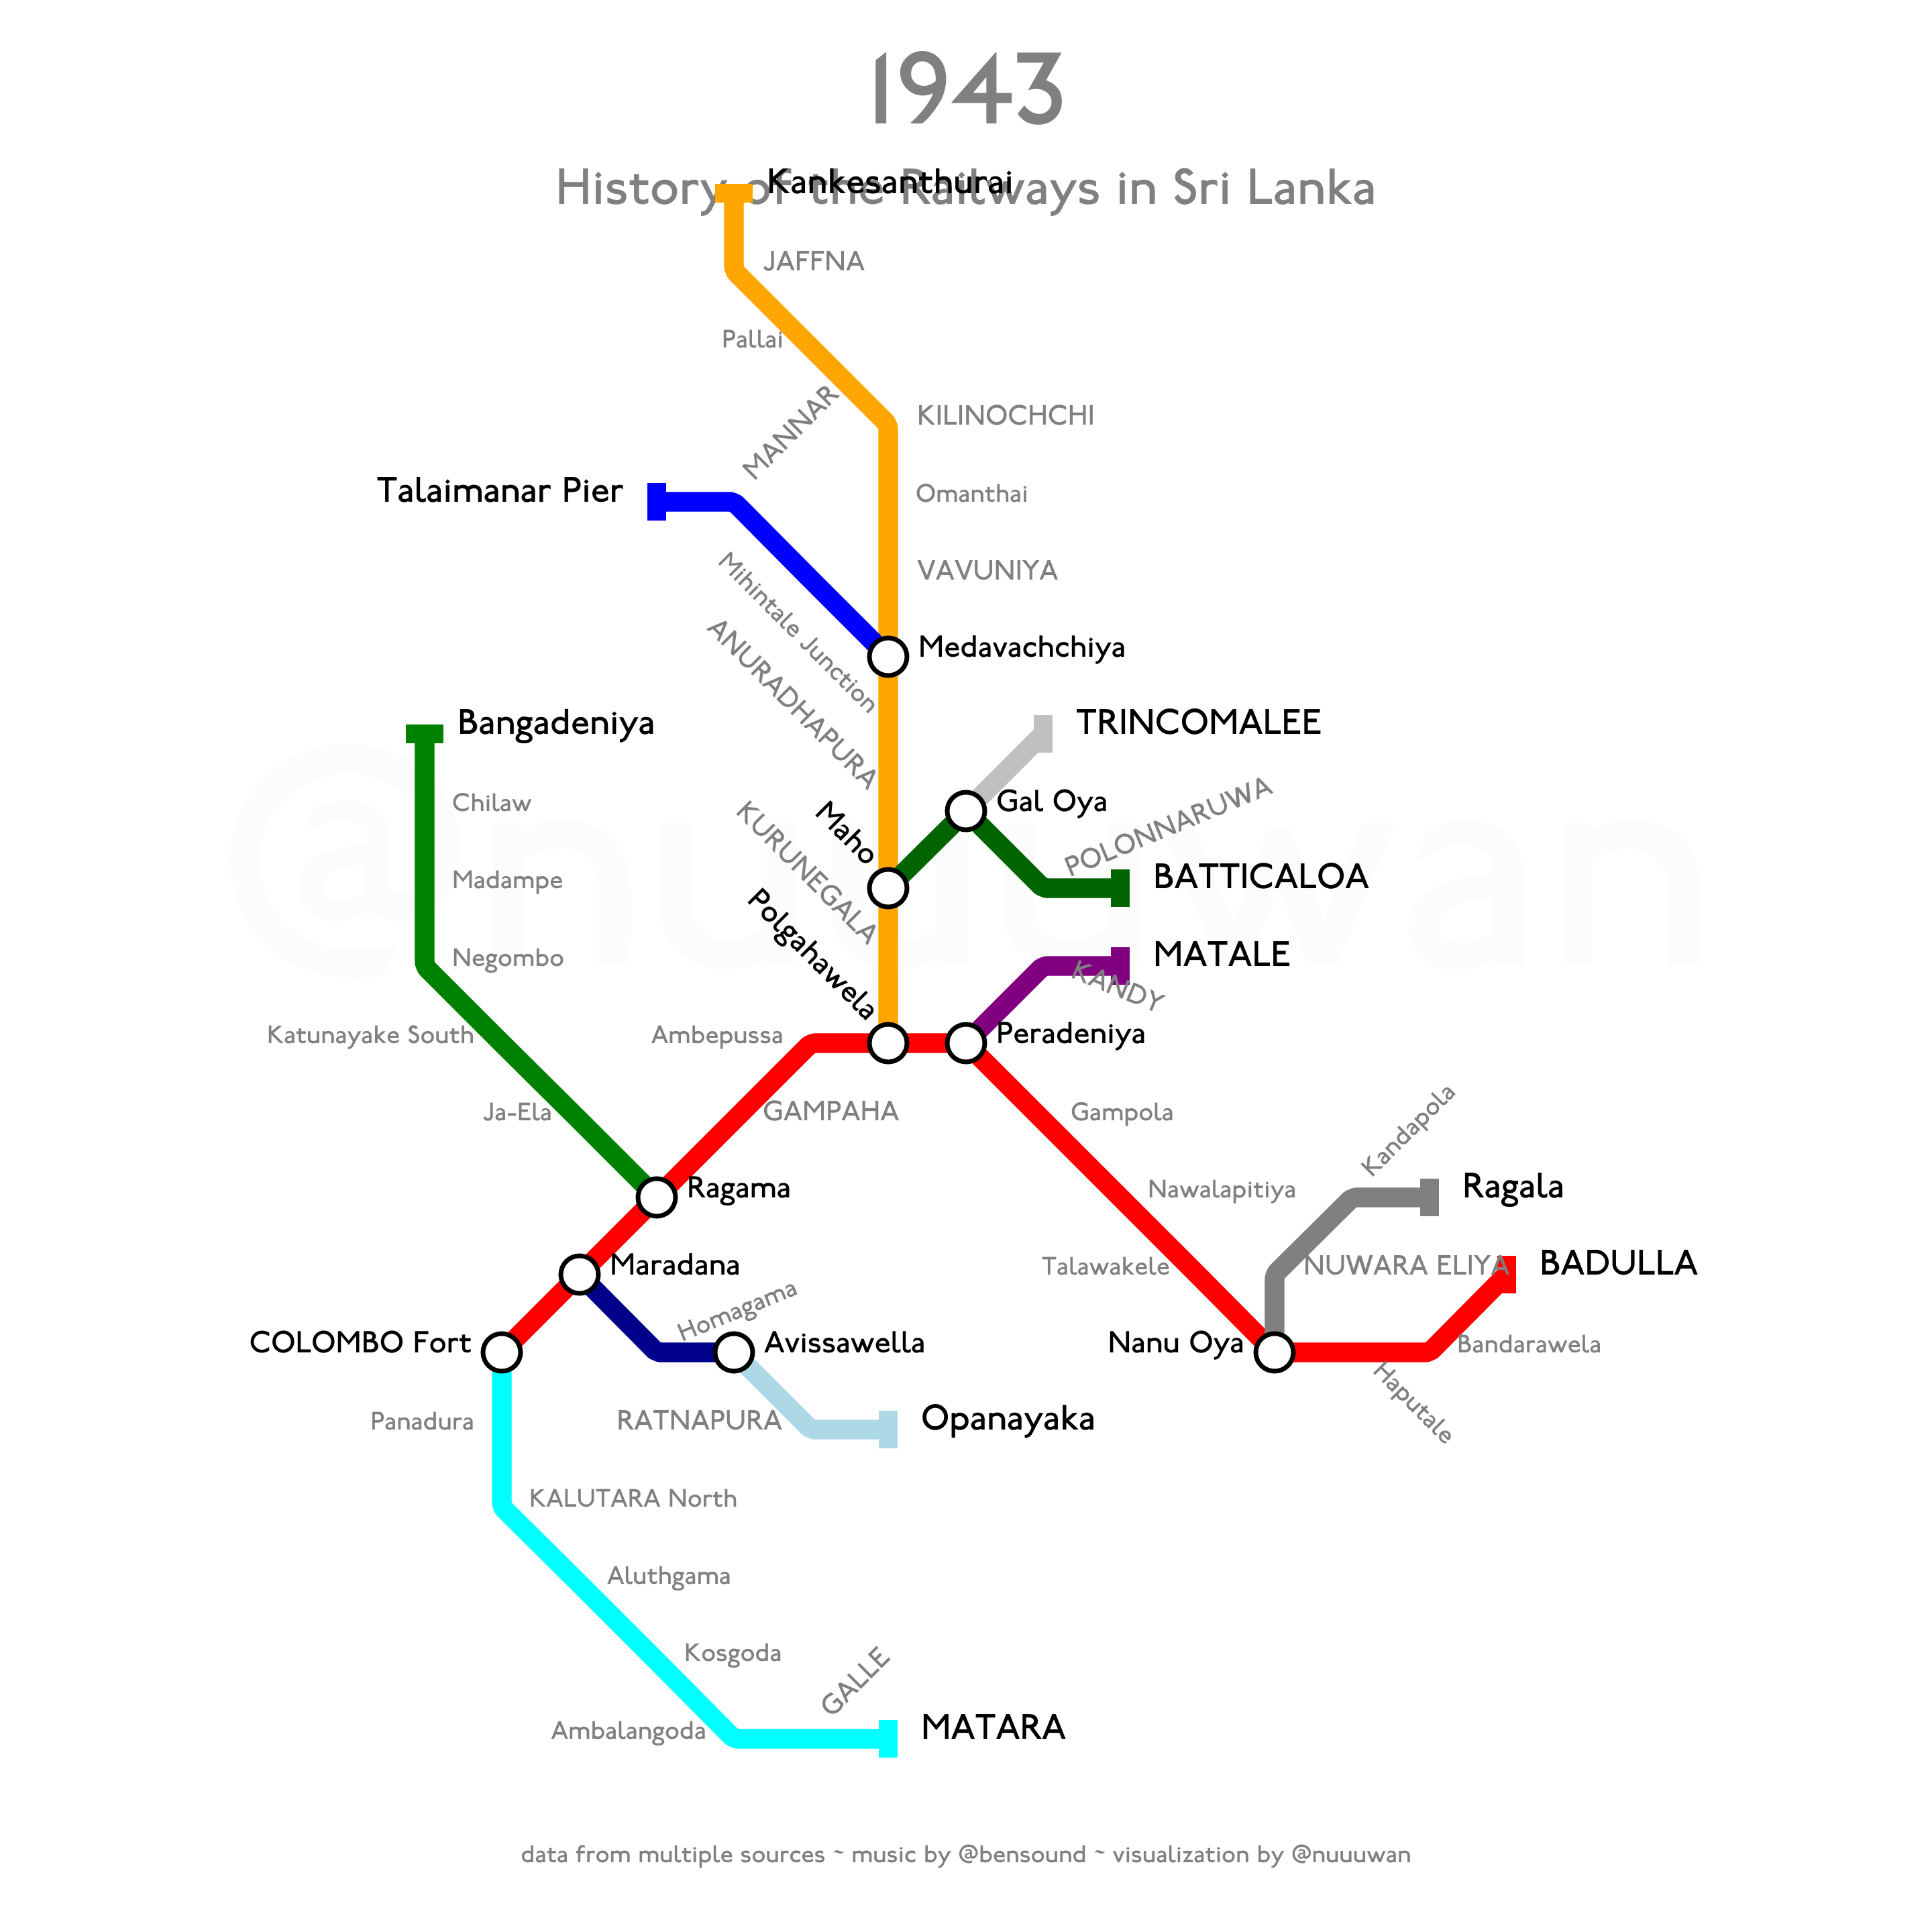 1943
History of the Railways in Sri Lanka
Kankesanthurai
JAFFNA
Pallai
MANNAR
KILINOCHCHI
Talaimanar Pier
Omanthai
Mihintale Junction
VAVUNIYA
ANURADHAPURA
Medavachchiya
Bangadeniya
TRINCOMALEE
Chilaw
Maho
Gal Oya
POLONNARUWA
KURUNEGALA
Madampe
BATTICALOA
@nuuuwan
Polgahawela
Negombo
MATALE
KANDY
Katunayake South
Ambepussa
Peradeniya
Ja-Ela
GAMPAHA
Gampola
Kandapola
Ragama
Nawalapitiya
Ragala
Maradana
Talawakele
NUWARA ELIYA
BADULLA
Homagama
COLOMBO Fort
Avissawella
Nanu Oya
Bandarawela
Haputale
Panadura
RATNAPURA
Opanayaka
KALUTARA North
Aluthgama
Kosgoda
GALLE
Ambalangoda
MATARA
data from multiple sources ~ music by @bensound ~ visualization by @nuuuwan